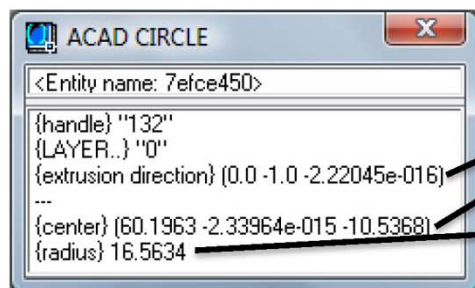 ACAD CIRCLE
<Entity name: 7efce450>
{handle} "132"
{LAYER..} "0"
{extrusion direction} (0.0 -1.0 -2.22045e-016)
---
{center} (60.1963 -2.33964e-015 -10.5368)
{radius} 16.5634